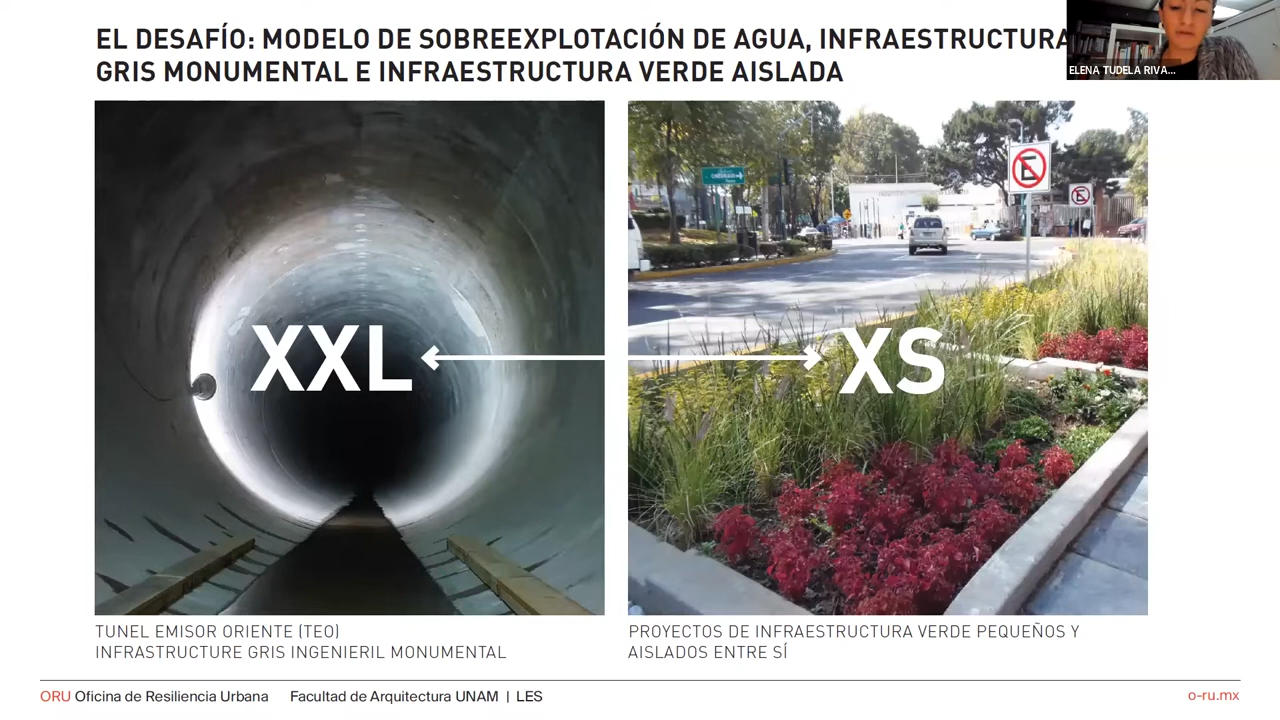 EL DESAFÍO: MODELO DE SOBREEXPLOTACIÓN DE AGUA, INFRAESTRUCTURA
GRIS MONUMENTAL E INFRAESTRUCTURA VERDE AISLADA
ELENA TUDELA RIVA...
XXL
XS
E
E
TUNEL EMISOR ORIENTE (TEO)
INFRASTRUCTURE GRIS INGENIERIL MONUMENTAL
PROYECTOS DE INFRAESTRUCTURA VERDE PEQUEÑOS Y
AISLADOS ENTRE SÍ
ORU Oficina de Resiliencia Urbana Facultad de Arquitectura UNAM | LES
o-ru.mx